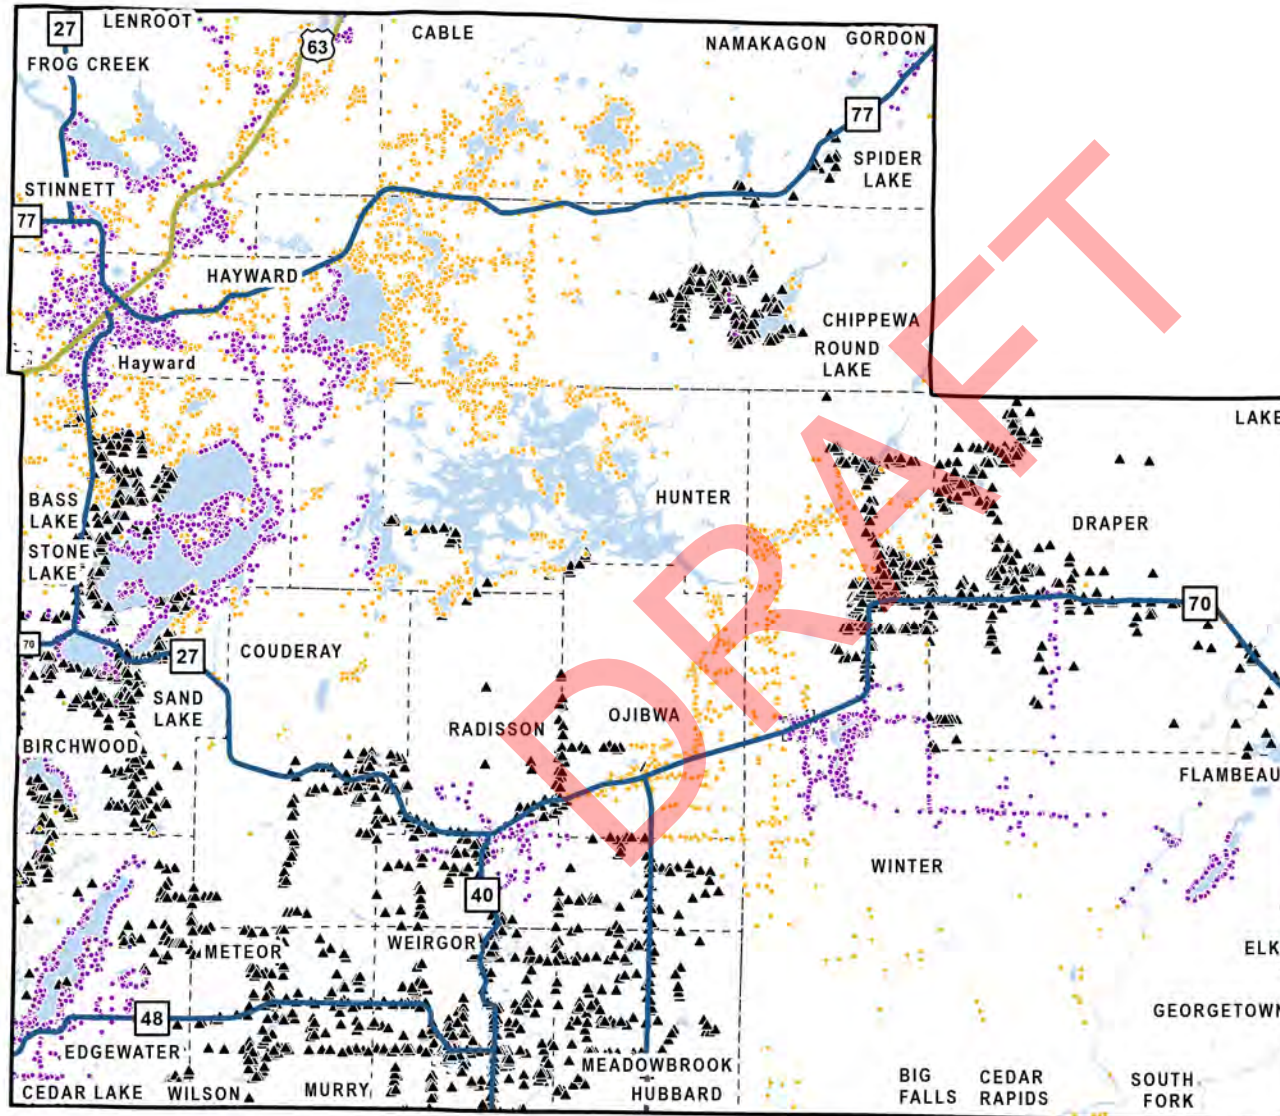 27
LENROOT
63
CABLE
NAMAKAGON
GORDON
FROG CREEK
77
SPIDER
LAKE
STINNETT
77
HAYWARD
CHIPPEWA
ROUND
LAKE
Hayward
LAKE
BASS
LAKE
HUNTER
DRAPER
STONE
LAKE
70
70
27
COUDERAY
SAND
LAKE
OJIBWA
RADISSON
BIRCHWOOD
FLAMBEAU
WINTER
40
WEIRGOR
METEOR
ELK
48
GEORGETOWN
EDGEWATER
MEADOWBROOK
CEDAR LAKE
WILSON
MURRY
HUBBARD
BIG
FALLS
CEDAR
RAPIDS
SOUTH
FORK
DRAFT